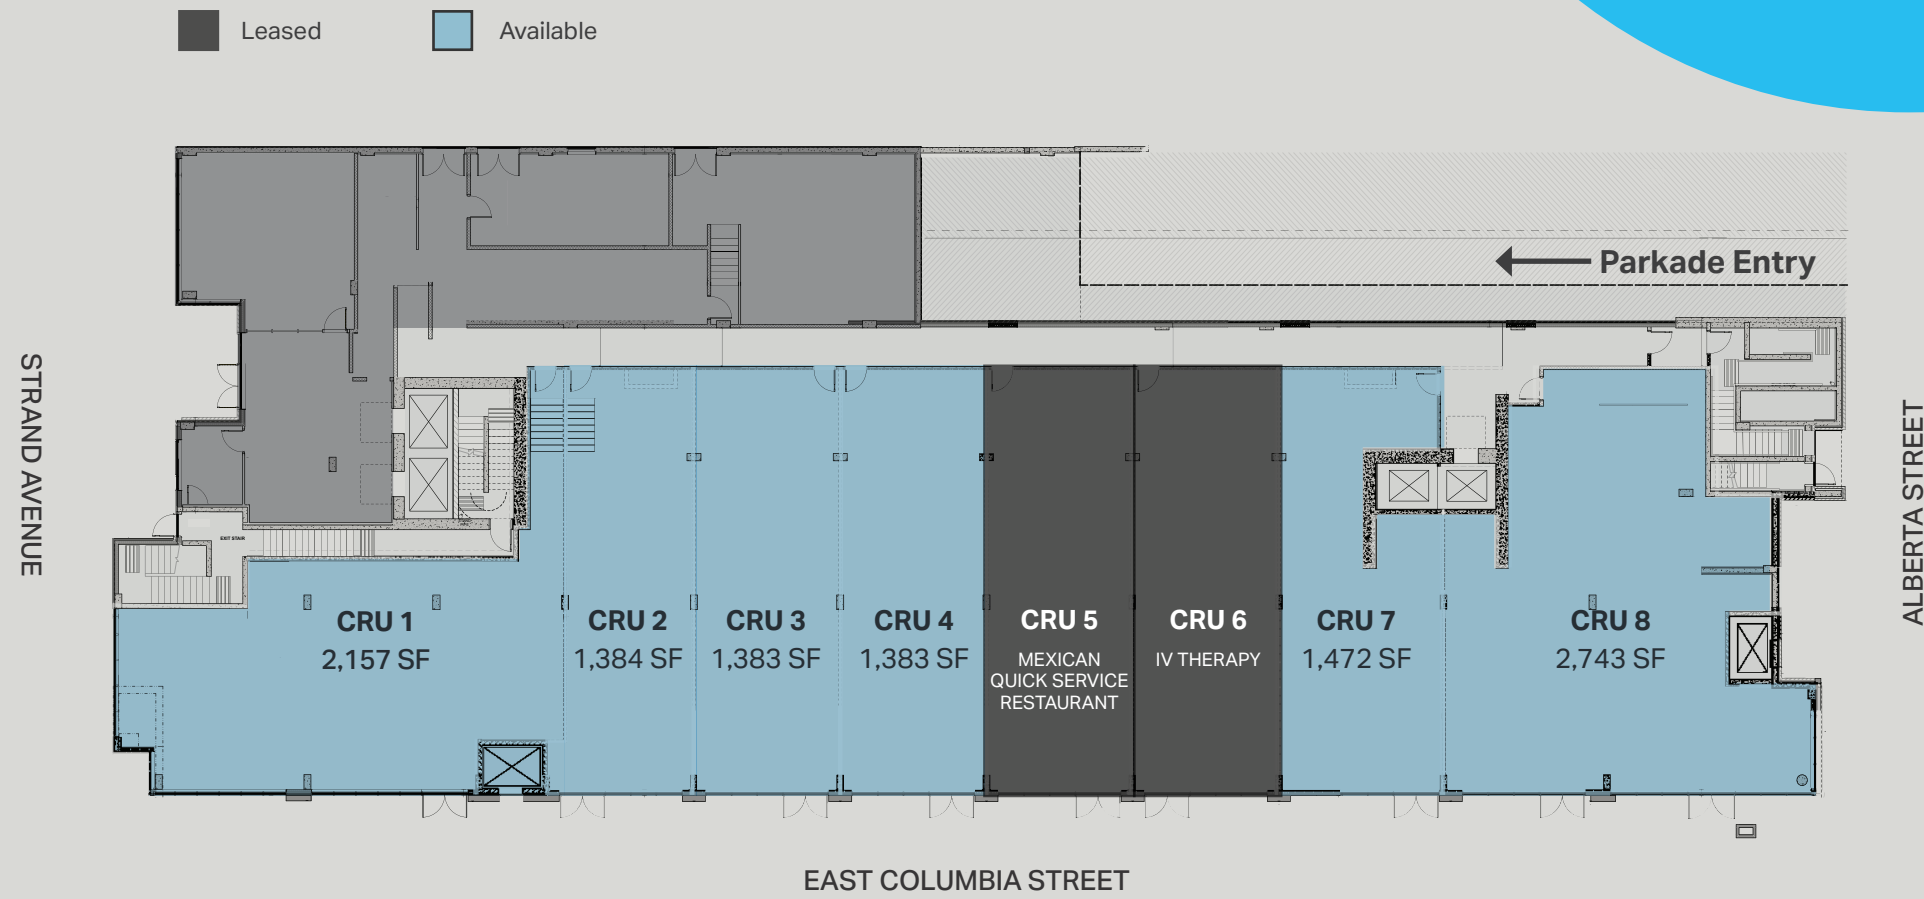 Leased
Available
Parkade Entry
STRAND AVENUE
ALBERTA STREET
EXIT STAIR
CRU 1
2,157 SF
CRU 2
1,384 SF
CRU 3
1,383 SF
CRU 4
1,383 SF
CRU 5
MEXICAN
QUICK SERVICE
RESTAURANT
CRU 6
IV THERAPY
CRU 7
1,472 SF
CRU 8
2,743 SF
EAST COLUMBIA STREET